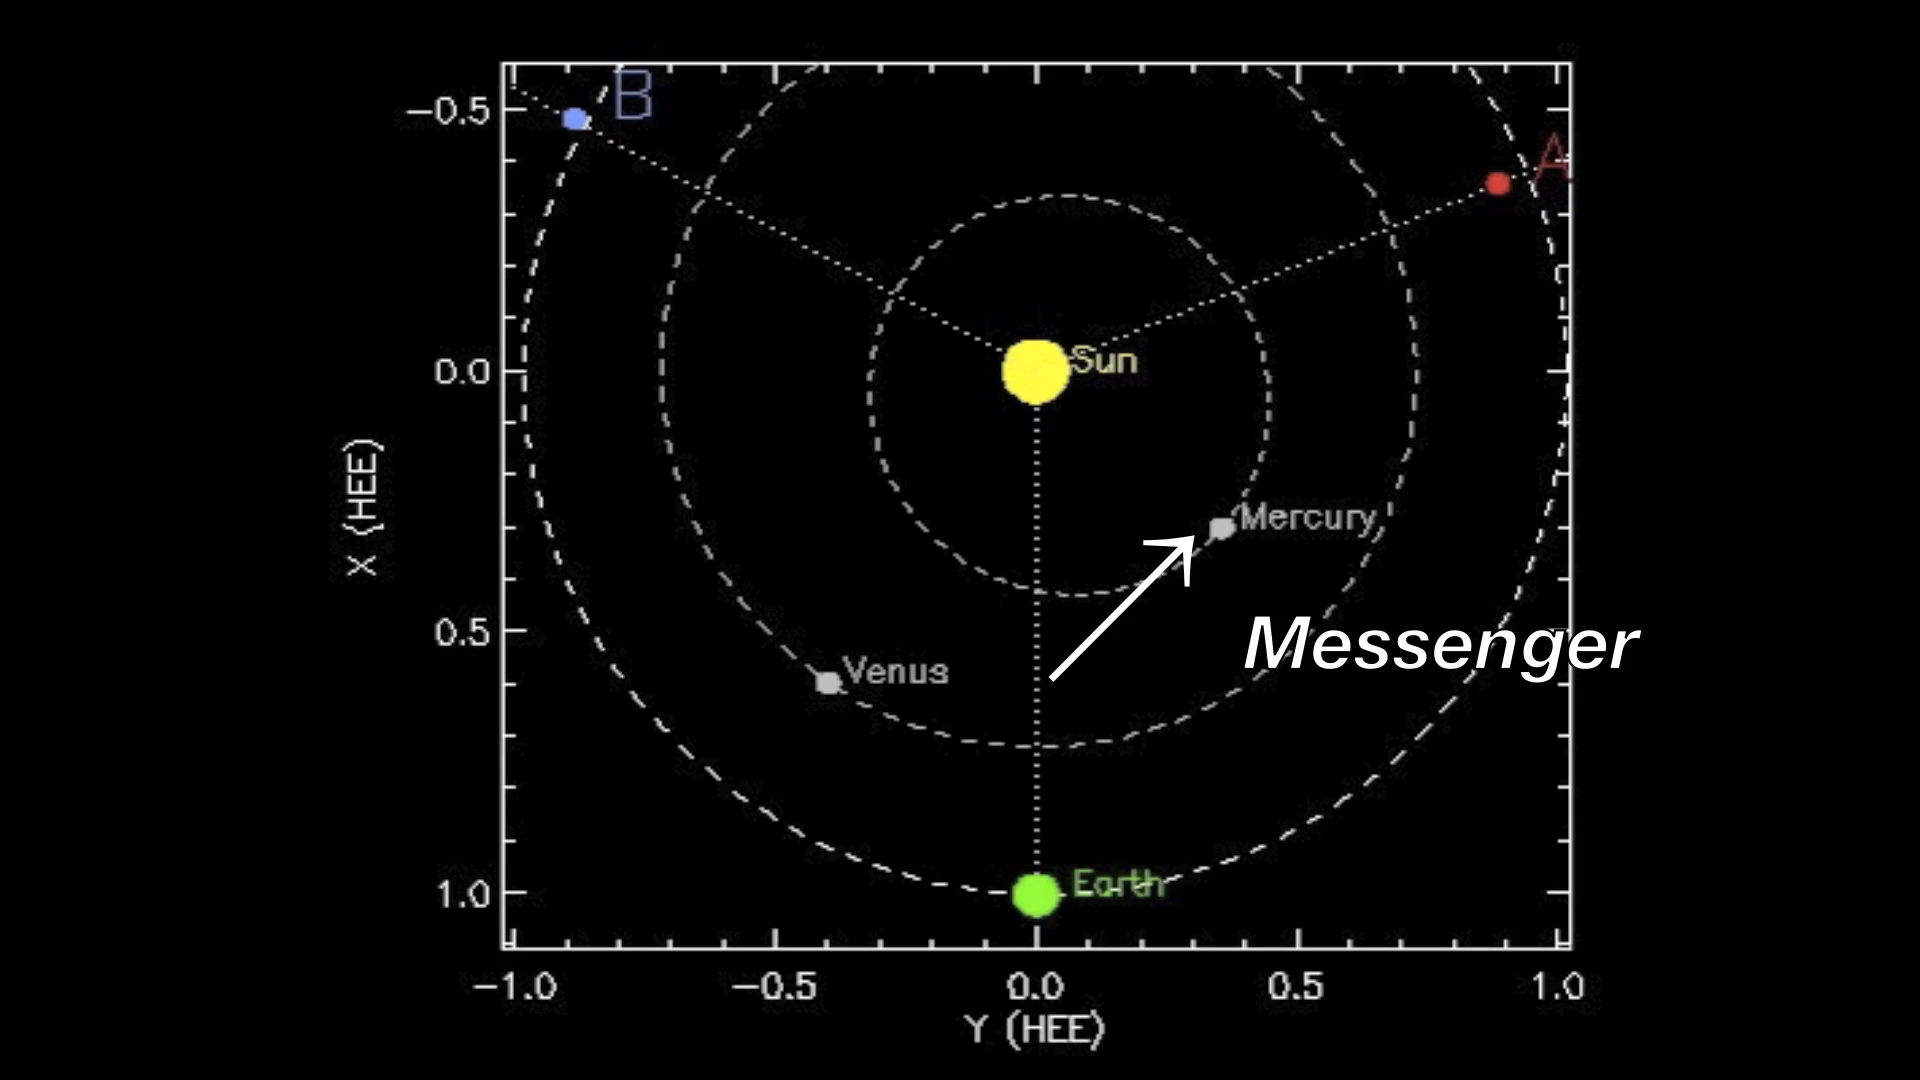 B
A
−0.5
0.0
0.5
1.0
X (HEE)
Sun
Mercury
Messenger
Venus
Earth
−1.0
−0.5
0.0
0.5
1.0
Y (HEE)